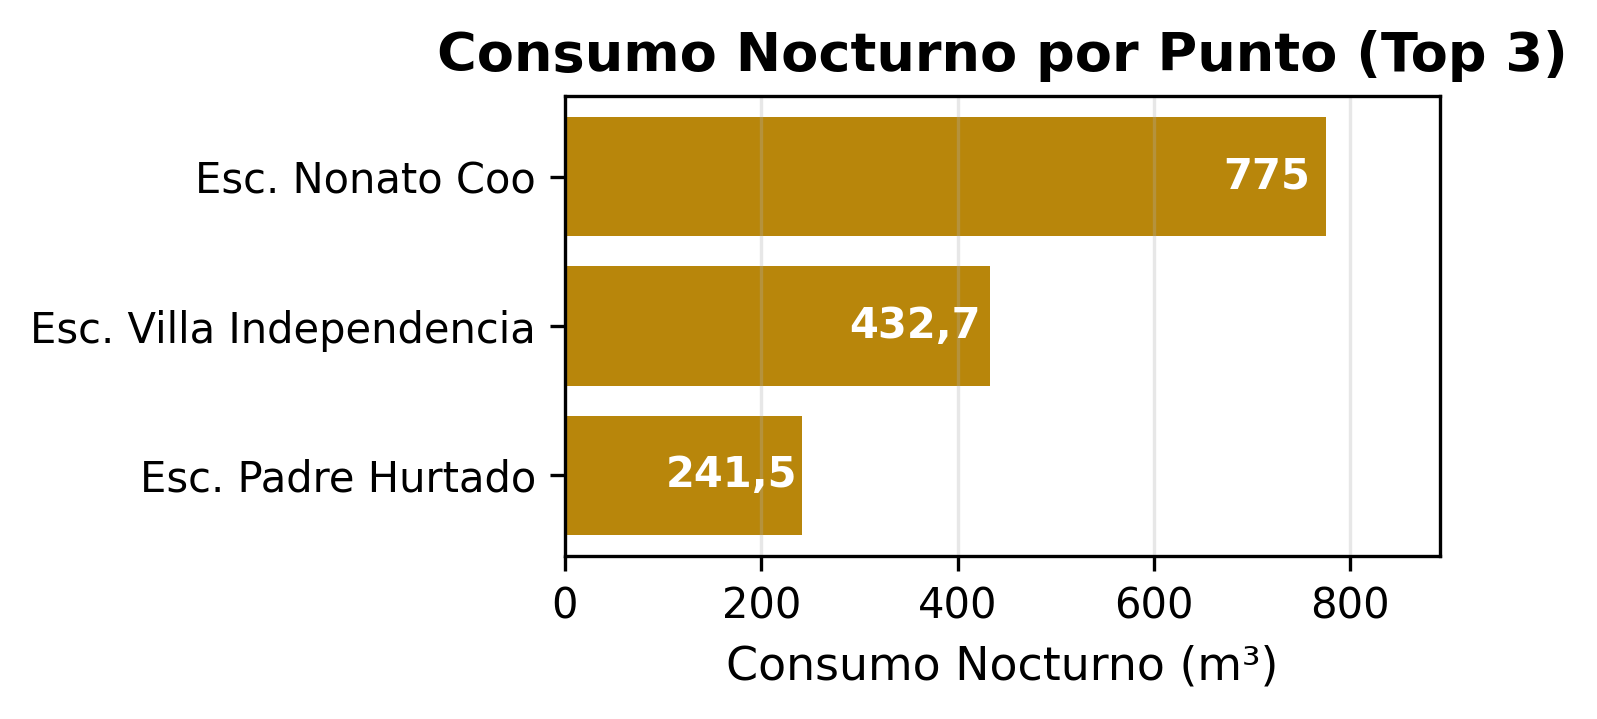 Consumo Nocturno por Punto (Top 3)
Esc. Nonato Coo
775
Esc. Villa Independencia
432,7
Esc. Padre Hurtado
241,5
0 200 400 600 800
Consumo Nocturno (m³)